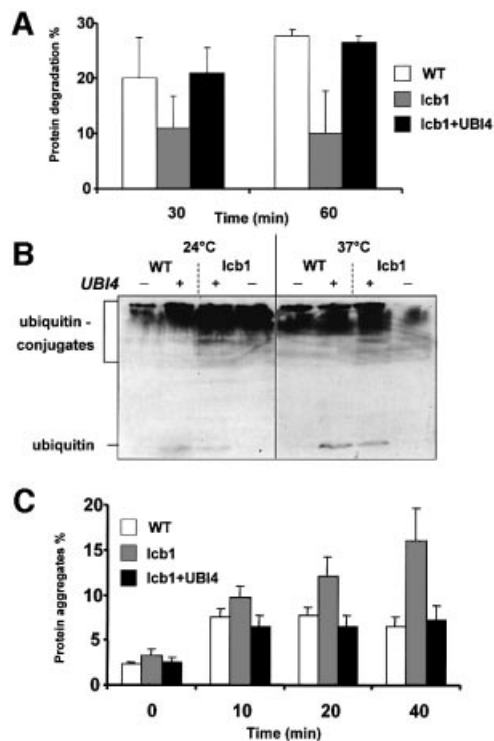 A
Protein degradation %
30
20
10
0
WT
lcb1
lcb1+UBI4
30
60
Time (min)
B
24°C
37°C
WT
lcb1
WT
lcb1
UBI4
− + + − − + + −
ubiquitin -
conjugates
ubiquitin
C
Protein aggregates %
20
15
10
5
0
WT
lcb1
lcb1+UBI4
0
10
20
40
Time (min)